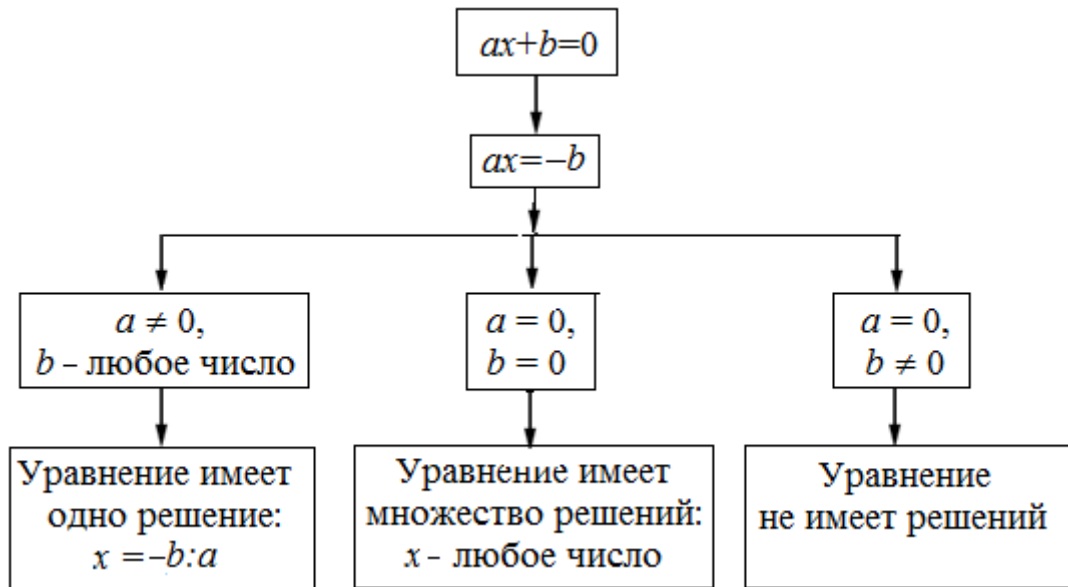 ax+b=0
ax=–b
a ≠ 0,
b – любое число
a = 0,
b = 0
a = 0,
b ≠ 0
Уравнение имеет
одно решение:
x =–b:a
Уравнение имеет
множество решений:
x - любое число
Уравнение
не имеет решений